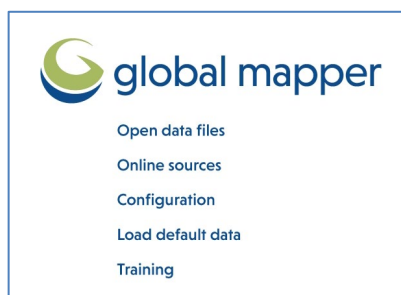 global mapper
Open data files
Online sources
Configuration
Load default data
Training